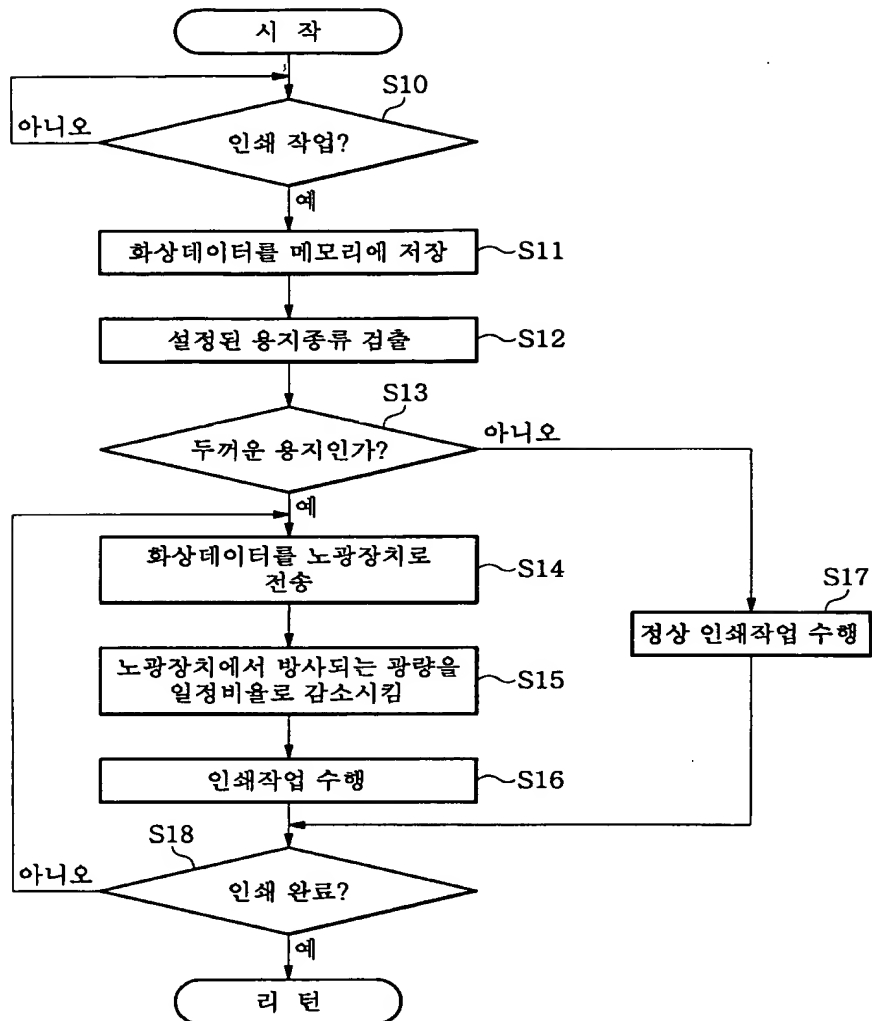 시 작
S10
아니오
인쇄 작업?
예
화상데이터를 메모리에 저장
S11
설정된 용지종류 검출
S12
S13
두꺼운 용지인가?
아니오
예
화상데이터를 노광장치로
전송
S14
S17
정상 인쇄작업 수행
노광장치에서 방사되는 광량을
일정비율로 감소시킴
S15
인쇄작업 수행
S16
S18
아니오
인쇄 완료?
예
리 턴